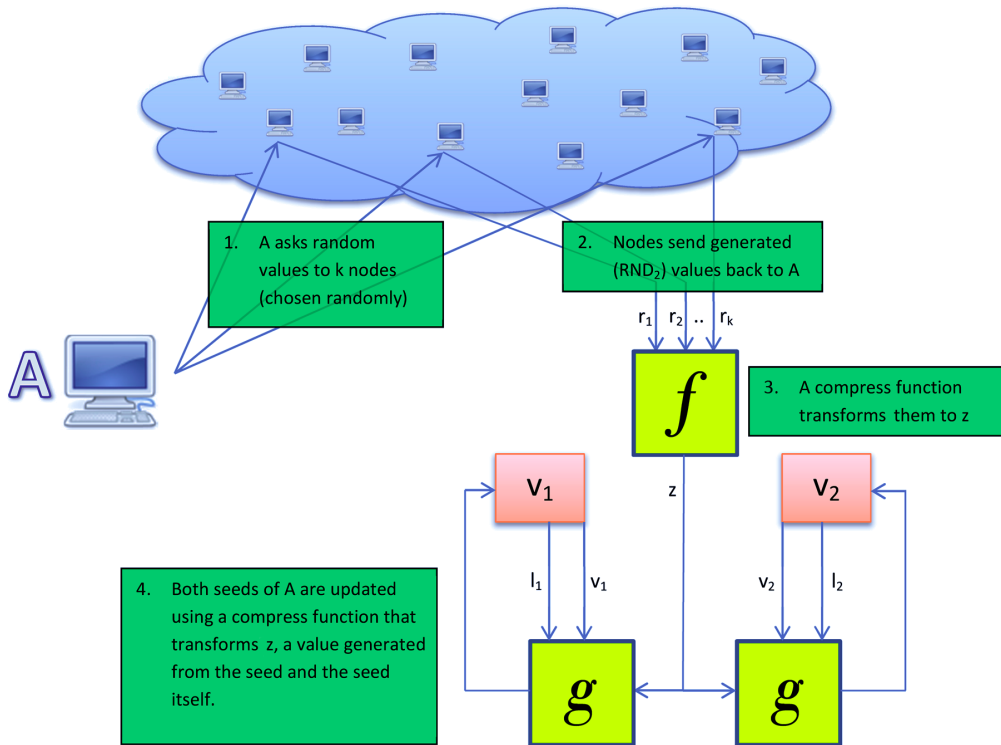 1. A asks random
values to k nodes
(chosen randomly)
2. Nodes send generated
(RND₂) values back to A
r₁ r₂ .. rₖ
A
f
3. A compress function
transforms them to z
v₁
z
v₂
l₁ v₁
v₂ l₂
4. Both seeds of A are updated
using a compress function that
transforms z, a value generated
from the seed and the seed
itself.
g
g